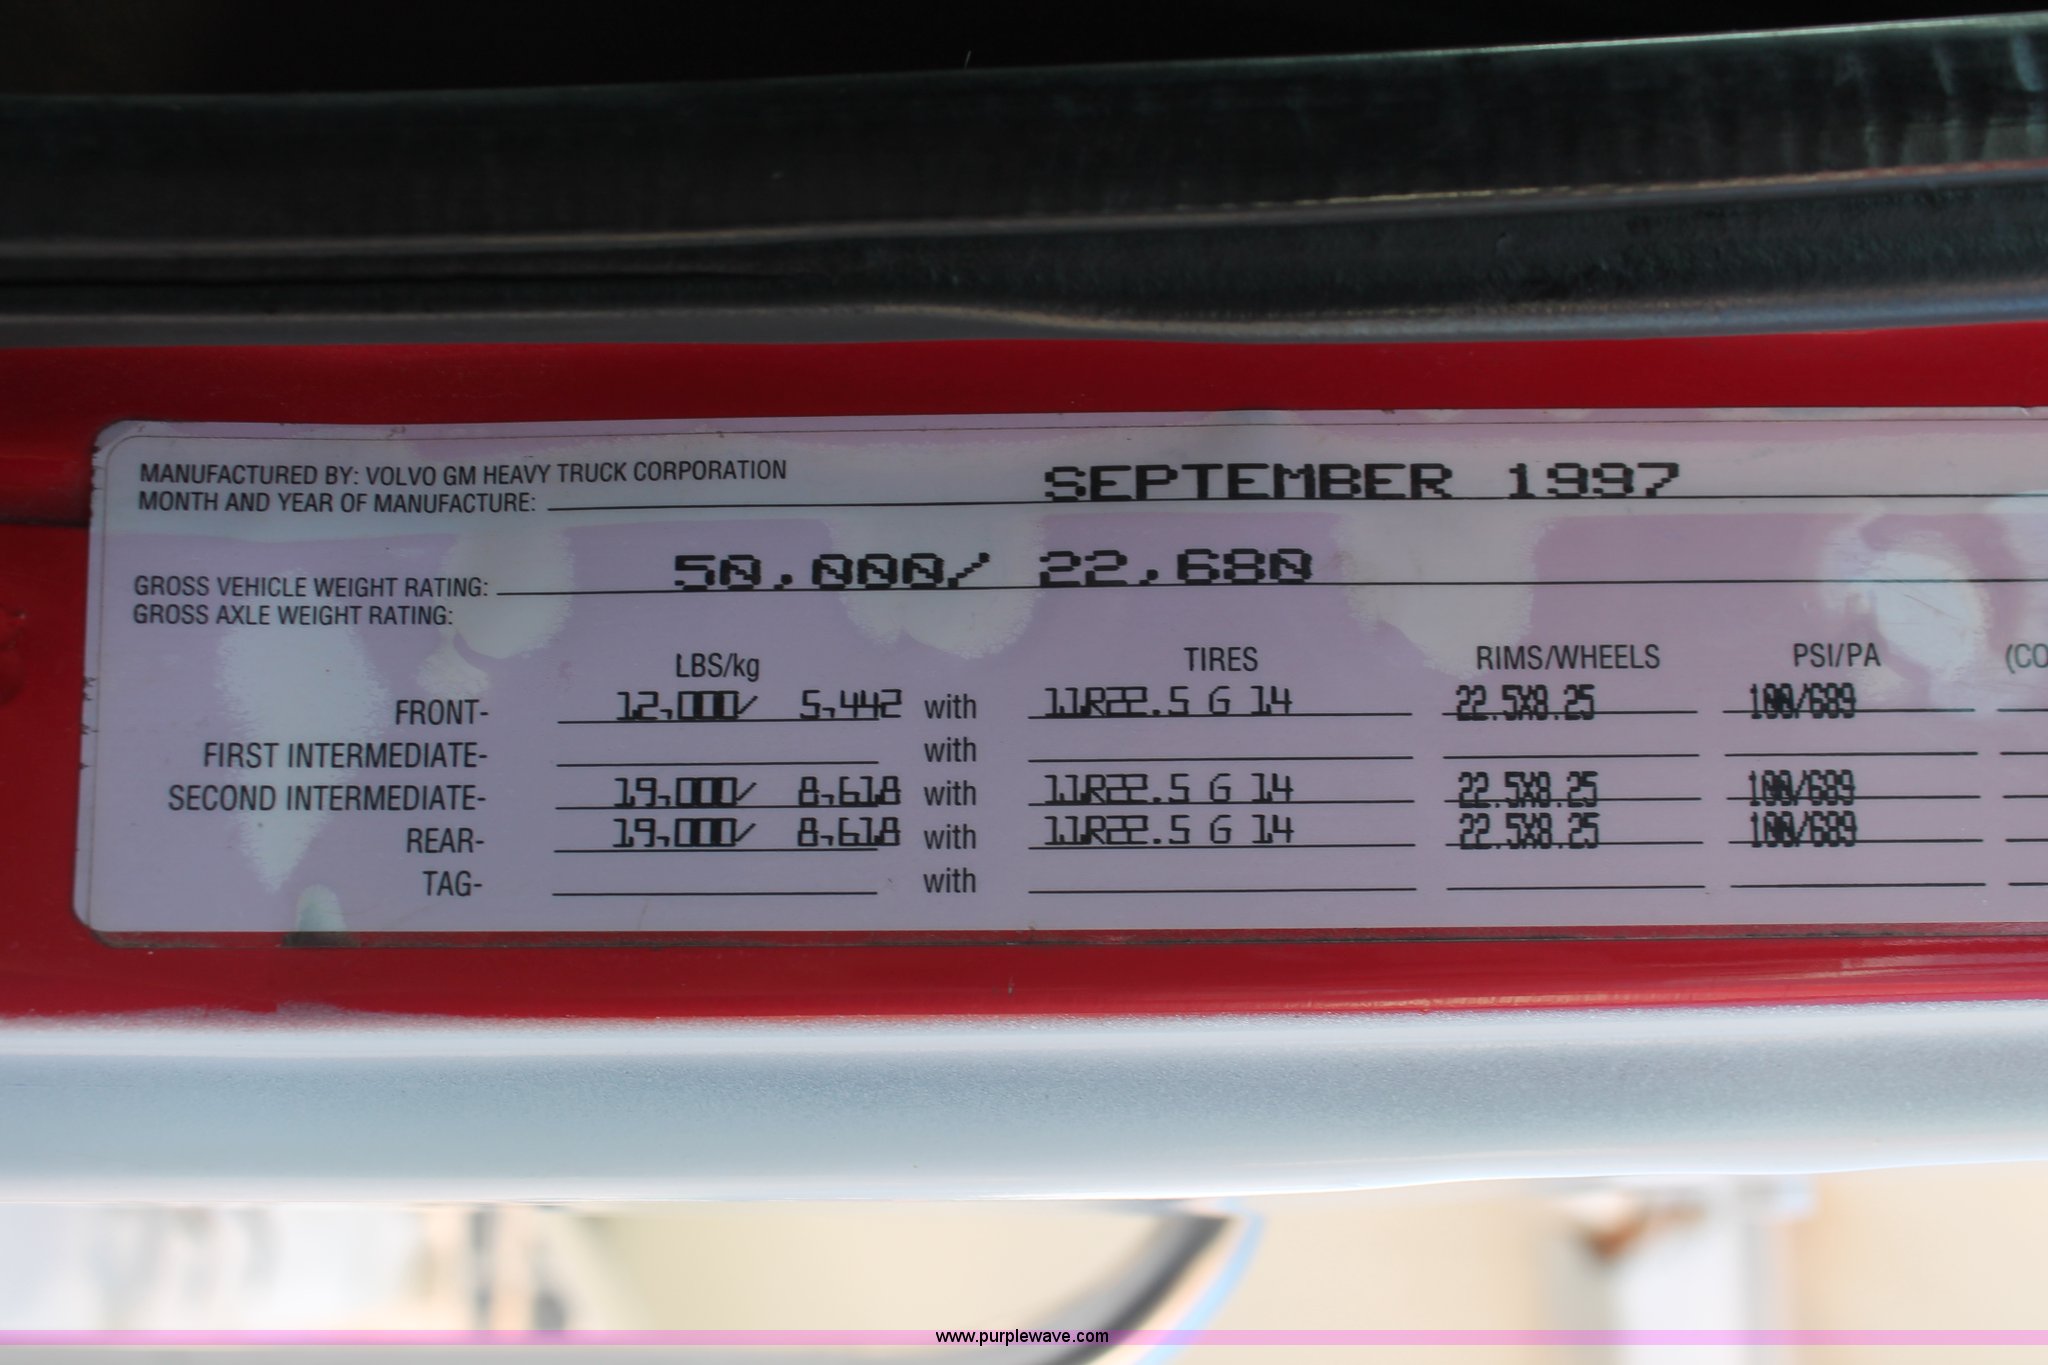 MANUFACTURED BY: VOLVO GM HEAVY TRUCK CORPORATION
MONTH AND YEAR OF MANUFACTURE: SEPTEMBER 1997
GROSS VEHICLE WEIGHT RATING: 50,000/ 22,680
GROSS AXLE WEIGHT RATING:
LBS/kg TIRES RIMS/WHEELS PSI/PA (CO
FRONT- 12,000/ 5,442 with 11R22.5 G 14 22.5X8.25 100/689
FIRST INTERMEDIATE- with
SECOND INTERMEDIATE- 19,000/ 8,618 with 11R22.5 G 14 22.5X8.25 100/689
REAR- 19,000/ 8,618 with 11R22.5 G 14 22.5X8.25 100/689
TAG- with
www.purplewave.com